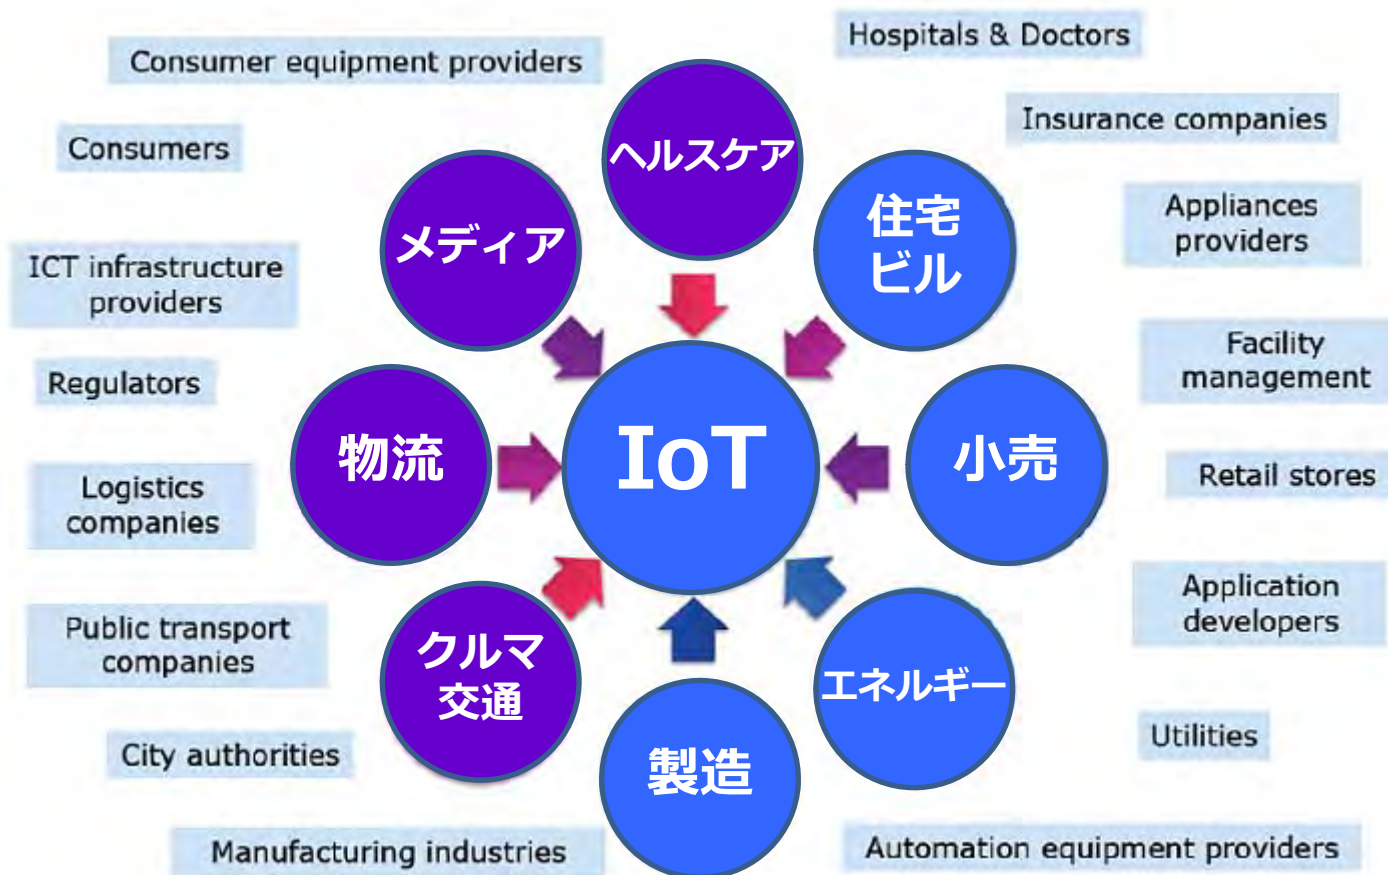 Hospitals & Doctors
Consumer equipment providers
Insurance companies
Consumers
ヘルスケア
住宅
ビル
メディア
Appliances
providers
ICT infrastructure
providers
Facility
management
Regulators
物流
IoT
小売
Retail stores
Logistics
companies
Application
developers
Public transport
companies
クルマ
交通
エネルギー
City authorities
製造
Utilities
Manufacturing industries
Automation equipment providers